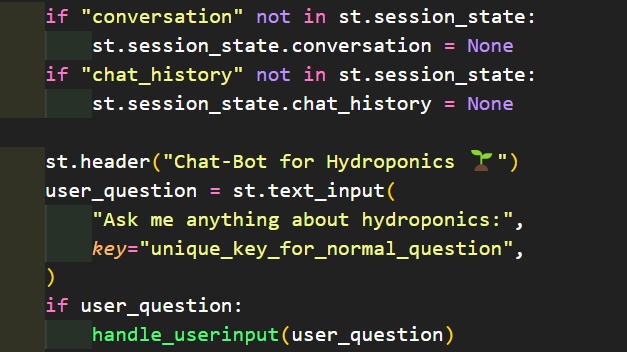 if "conversation" not in st.session_state:
    st.session_state.conversation = None
if "chat_history" not in st.session_state:
    st.session_state.chat_history = None

st.header("Chat-Bot for Hydroponics 🌱")
user_question = st.text_input(
    "Ask me anything about hydroponics:",
    key="unique_key_for_normal_question",
)
if user_question:
    handle_userinput(user_question)